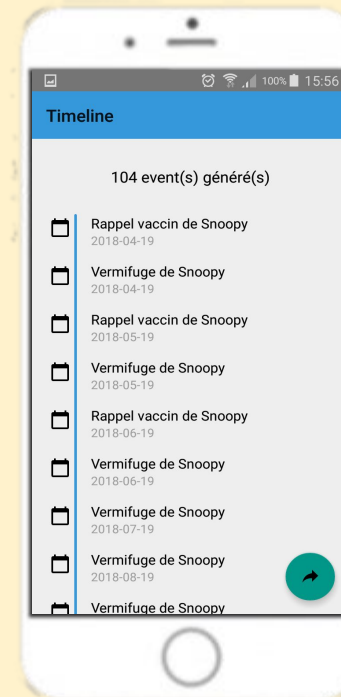 100% 15:56
Timeline
104 event(s) généré(s)
Rappel vaccin de Snoopy
2018-04-19
Vermifuge de Snoopy
2018-04-19
Rappel vaccin de Snoopy
2018-05-19
Vermifuge de Snoopy
2018-05-19
Rappel vaccin de Snoopy
2018-06-19
Vermifuge de Snoopy
2018-06-19
Vermifuge de Snoopy
2018-07-19
Vermifuge de Snoopy
2018-08-19
Vermifuge de Snoopy